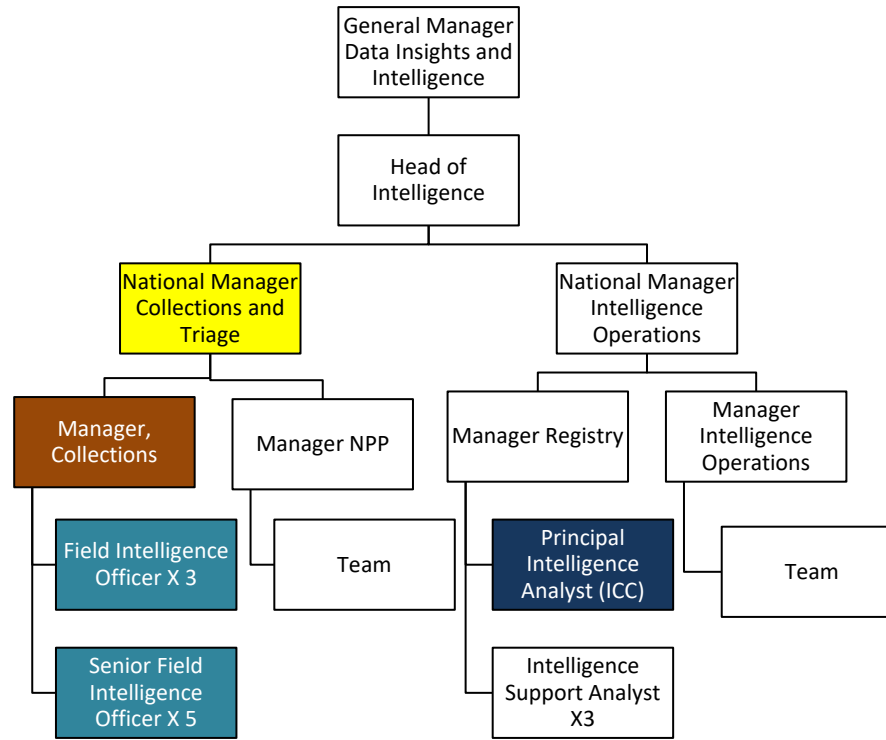 General Manager
Data Insights and
Intelligence
Head of
Intelligence
National Manager
Collections and
Triage
National Manager
Intelligence
Operations
Manager,
Collections
Manager NPP
Manager Registry
Manager
Intelligence
Operations
Field Intelligence
Officer X 3
Team
Principal
Intelligence
Analyst (ICC)
Team
Senior Field
Intelligence
Officer X 5
Intelligence
Support Analyst
X3